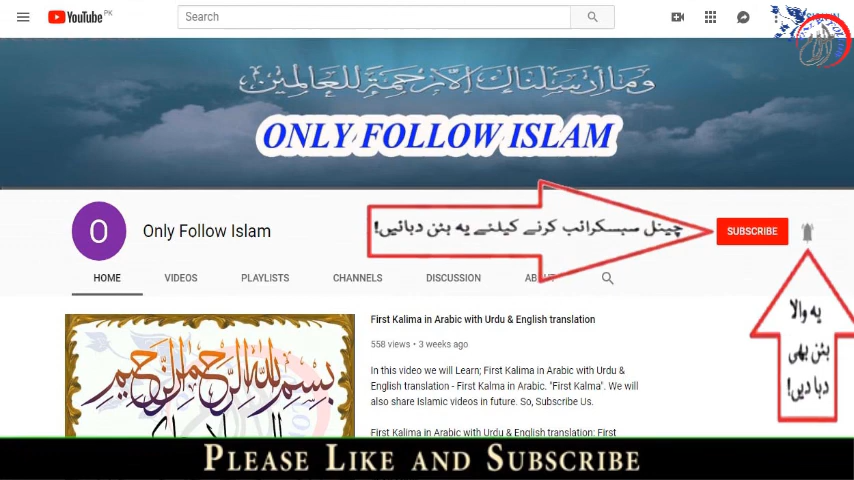 YouTube PK
Search
وما أرسلناك إلا رحمة للعالمين
ONLY FOLLOW ISLAM
O
Only Follow Islam
چینل سبسکرائب کرنے کیلئے یہ بٹن دبائیں!
SUBSCRIBE
HOME VIDEOS PLAYLISTS CHANNELS DISCUSSION
یہ والا
بٹن بھی
دبا دیں!
First Kalima in Arabic with Urdu & English translation
558 views • 3 weeks ago
In this video we will Learn; First Kalima in Arabic with Urdu &
English translation - First Kalma in Arabic. "First Kalma". We will
also share Islamic videos in future. So, Subscribe Us.
First Kalima in Arabic with Urdu & English translation: First
بسم الله الرحمن الرحيم
PLEASE LIKE AND SUBSCRIBE